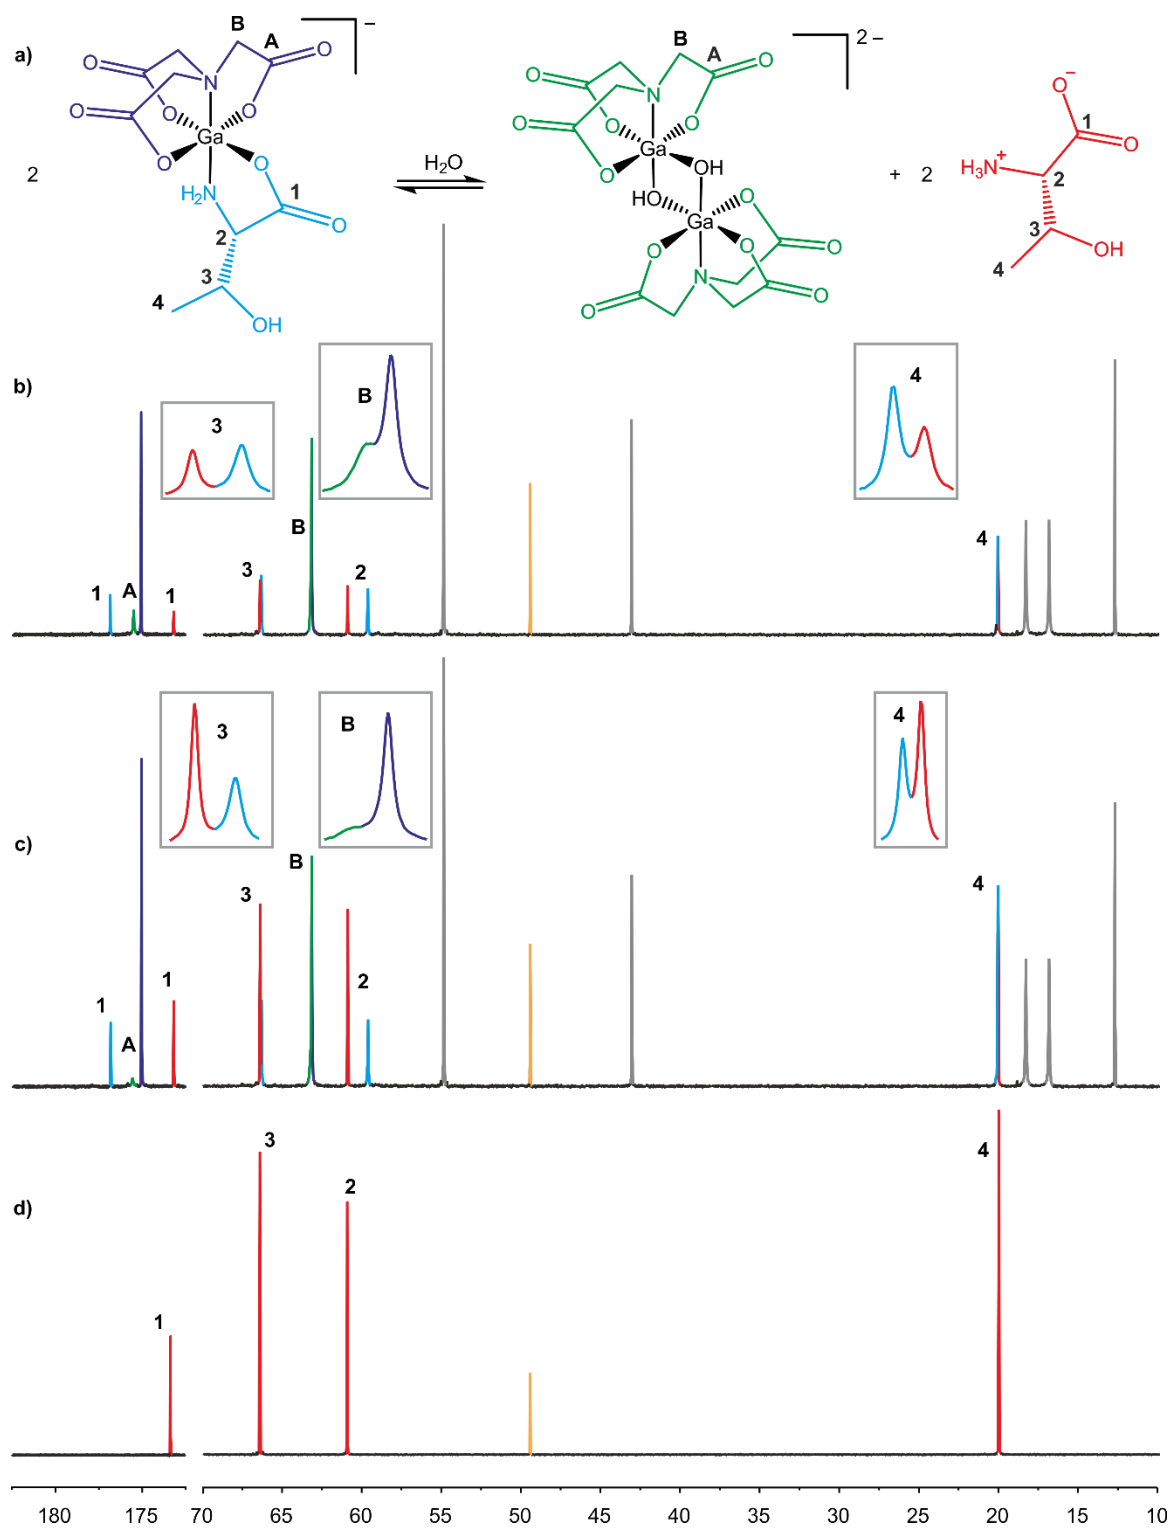 a)
B
A
O
O
O
N
O
O
O
Ga
O
H₂N
O
1
2
3
4
OH
–
2
H₂O
B
A
O
O
O
N
O
O
O
Ga
OH
HO
Ga
O
O
O
N
O
O
O
2 –
+ 2
O⁻
1
O
H₃N⁺
2
3
4
OH
b)
3
B
4
1
A
1
3
B
2
4
c)
3
B
4
1
A
1
3
B
2
4
d)
1
3
2
4
180 175 70 65 60 55 50 45 40 35 30 25 20 15 10